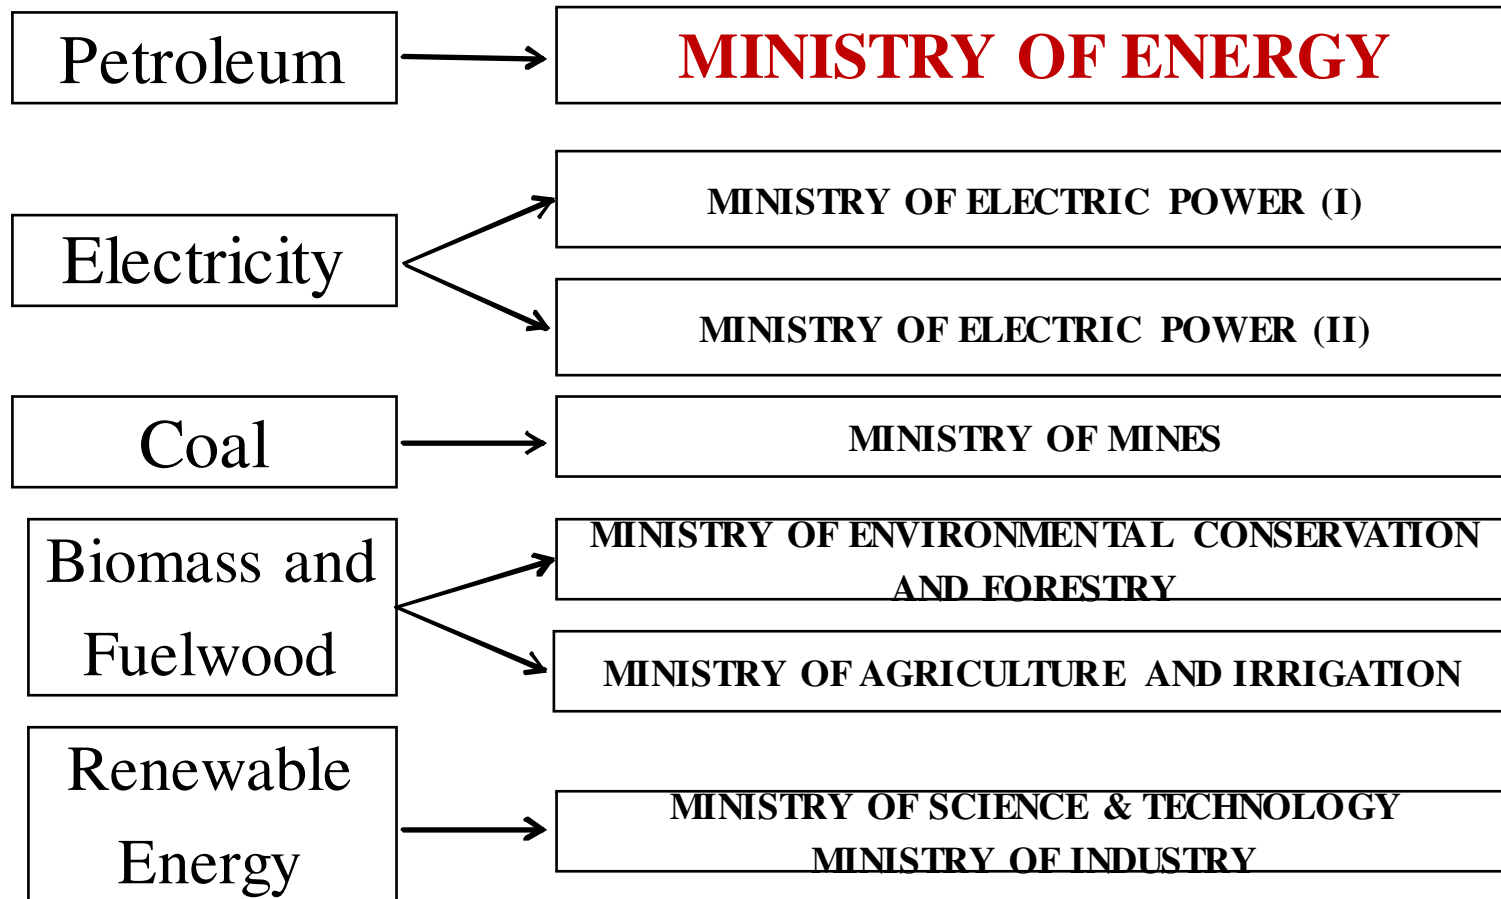 Petroleum
MINISTRY OF ENERGY
Electricity
MINISTRY OF ELECTRIC POWER (I)
MINISTRY OF ELECTRIC POWER (II)
Coal
MINISTRY OF MINES
Biomass and
Fuelwood
MINISTRY OF ENVIRONMENTAL CONSERVATION
AND FORESTRY
MINISTRY OF AGRICULTURE AND IRRIGATION
Renewable
Energy
MINISTRY OF SCIENCE & TECHNOLOGY
MINISTRY OF INDUSTRY